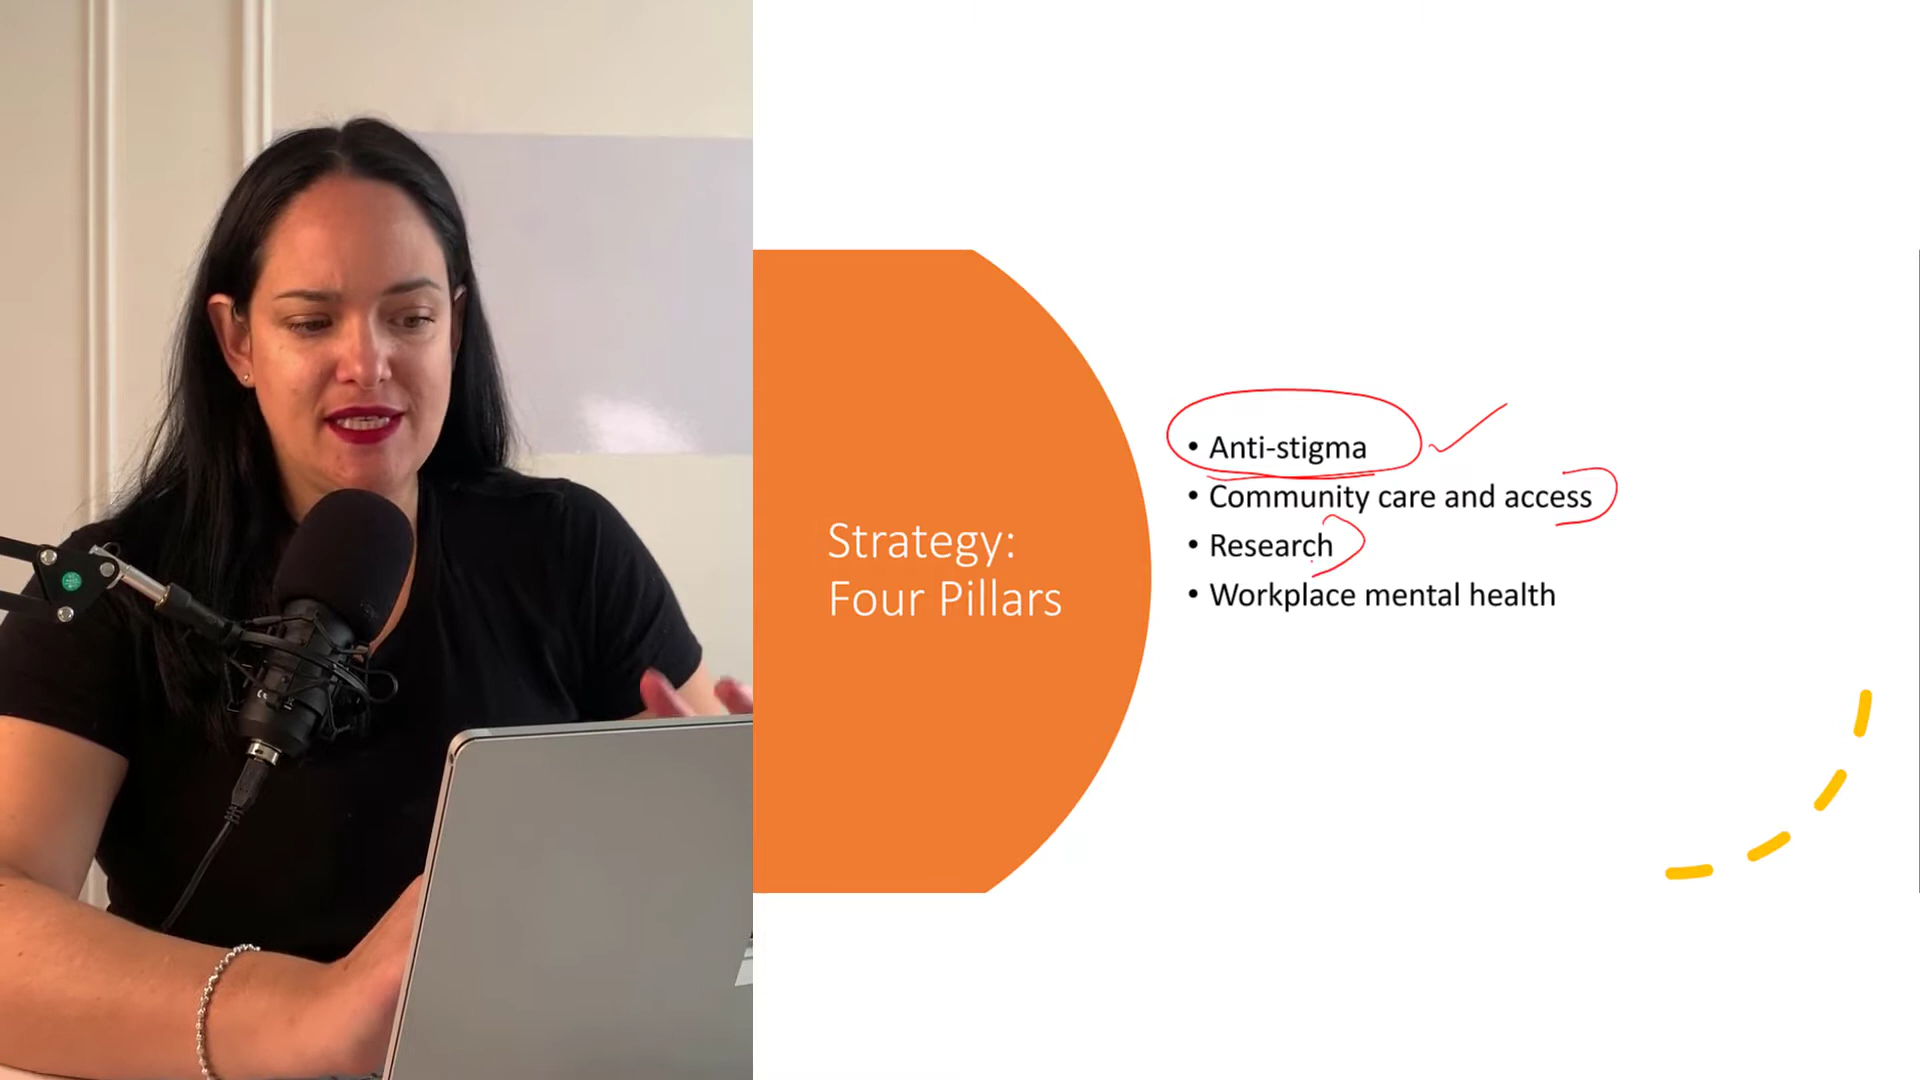 Strategy:
Four Pillars
• Anti-stigma
• Community care and access
• Research
• Workplace mental health